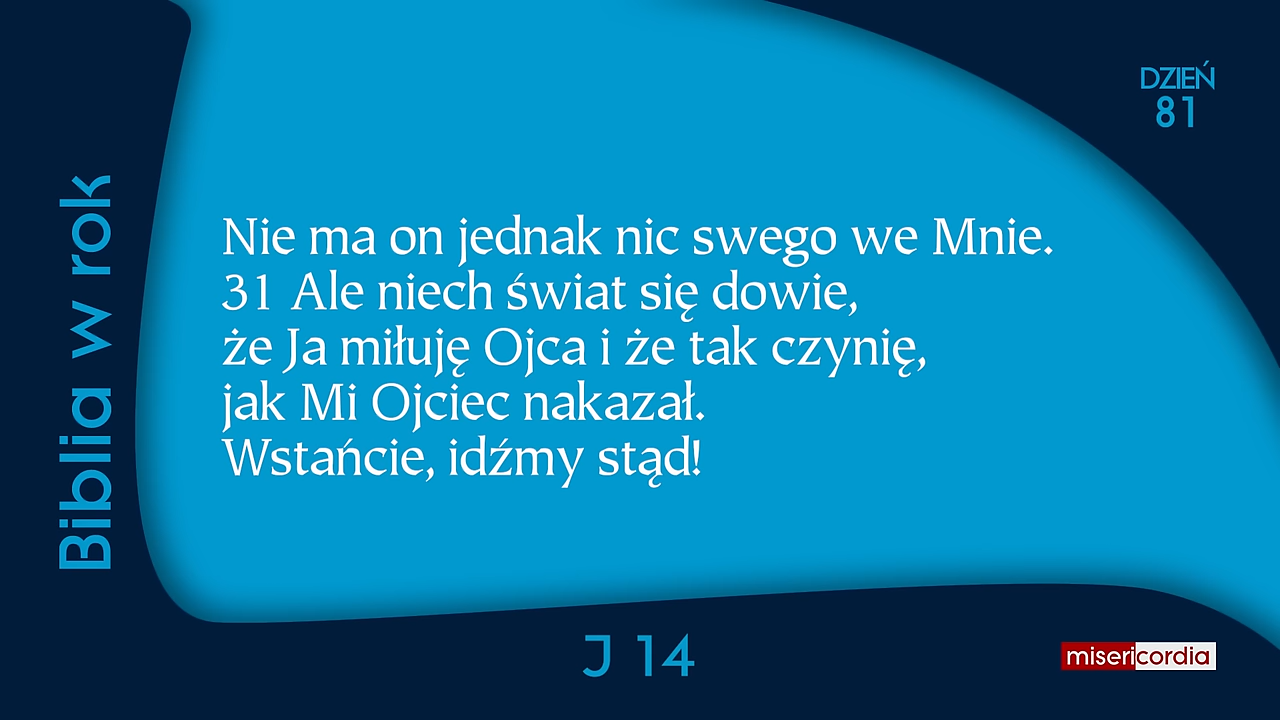 DZIEŃ
81
Biblia w rok
Nie ma on jednak nic swego we Mnie.
31 Ale niech świat się dowie,
że Ja miłuję Ojca i że tak czynię,
jak Mi Ojciec nakazał.
Wstańcie, idźmy stąd!
J 14
misericordia